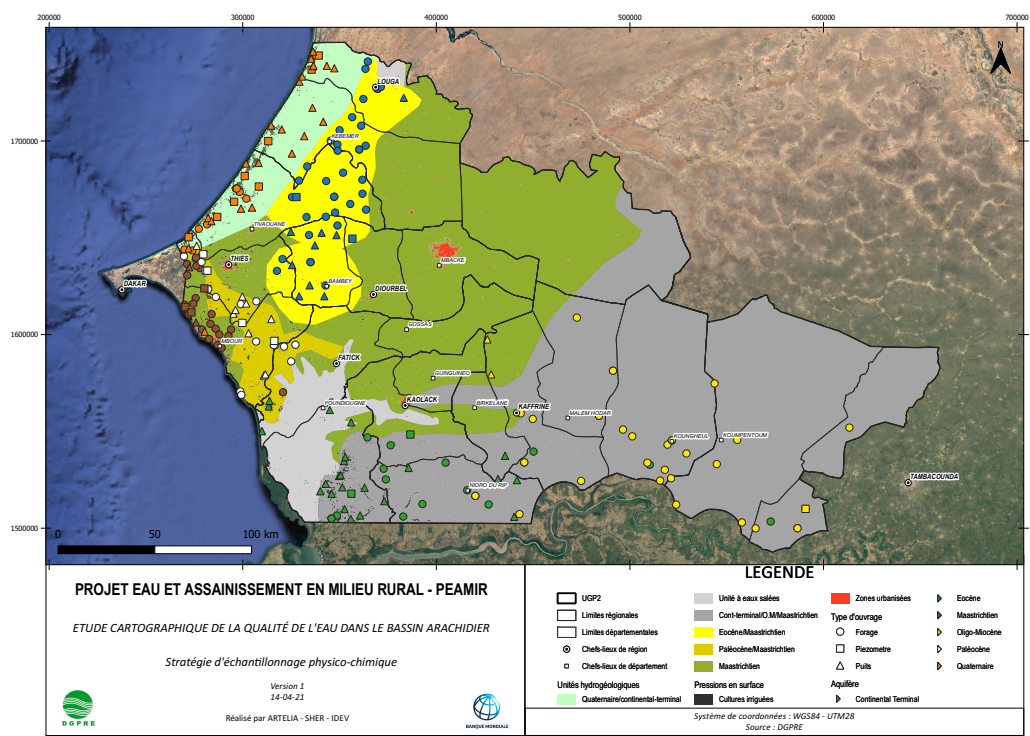 200000 300000 400000 500000 600000 700000
N
1700000
1600000
1500000
LOUGA
KEBEMER
TIVAOUANE
THIES
DAKAR
MBACKE
BAMBEY
DIOURBEL
GOSSAS
MBOUR
FATICK
GUINGUINEO
FOUNDIOUGNE
KAOLACK
BIRKELANE
KAFFRINE
MALEM HODAR
KOUNGHEUL
KOUMPENTOUM
TAMBACOUNDA
NIORO DU RIP
0 50 100 km
PROJET EAU ET ASSAINISSEMENT EN MILIEU RURAL - PEAMIR
ETUDE CARTOGRAPHIQUE DE LA QUALITÉ DE L'EAU DANS LE BASSIN ARACHIDIER
Stratégie d'échantillonnage physico-chimique
Version 1
14-04-21
Réalisé par ARTELIA - SHER - IDEV
DGPRE
BANQUE MONDIALE
LEGENDE
UGP2
Limites régionales
Limites départementales
Chefs-lieux de région
Chefs-lieux de département
Unités hydrogéologiques
Quaternaire/continental-terminal
Unité à eaux salées
Cont-terminal/O.M/Maastrichtien
Eocène/Maastrichtien
Paléocène/Maastrichtien
Maastrichtien
Pressions en surface
Cultures irriguées
Zones urbanisées
Type d'ouvrage
Forage
Piezometre
Puits
Aquifère
Continental Terminal
Eocène
Maastrichtien
Oligo-Miocène
Paléocène
Quaternaire
Système de coordonnées : WGS84 - UTM28
Source : DGPRE